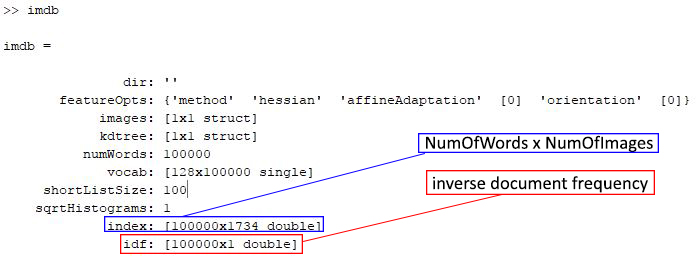 >> imdb
imdb =
dir: ''
featureOpts: {'method' 'hessian' 'affineAdaptation' [0] 'orientation' [0]}
images: [1x1 struct]
kdtree: [1x1 struct]
numWords: 100000
NumOfWords x NumOfImages
vocab: [128x100000 single]
inverse document frequency
shortListSize: 100
sqrtHistograms: 1
index: [100000x1734 double]
idf: [100000x1 double]